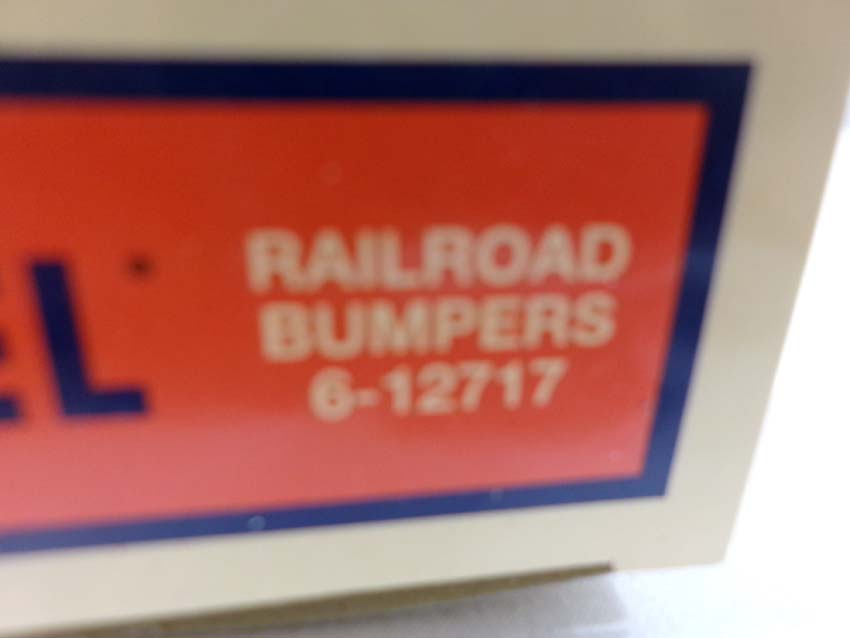 EL
RAILROAD
BUMPERS
6-12717